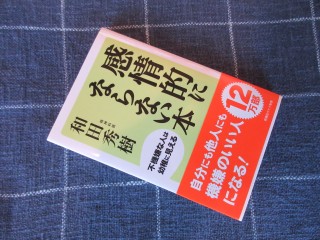 感情的に
ならない本
和田秀樹
不機嫌な人は
幼稚に見える
12
万部
自分にも他人にも
機嫌のいい人
になる!